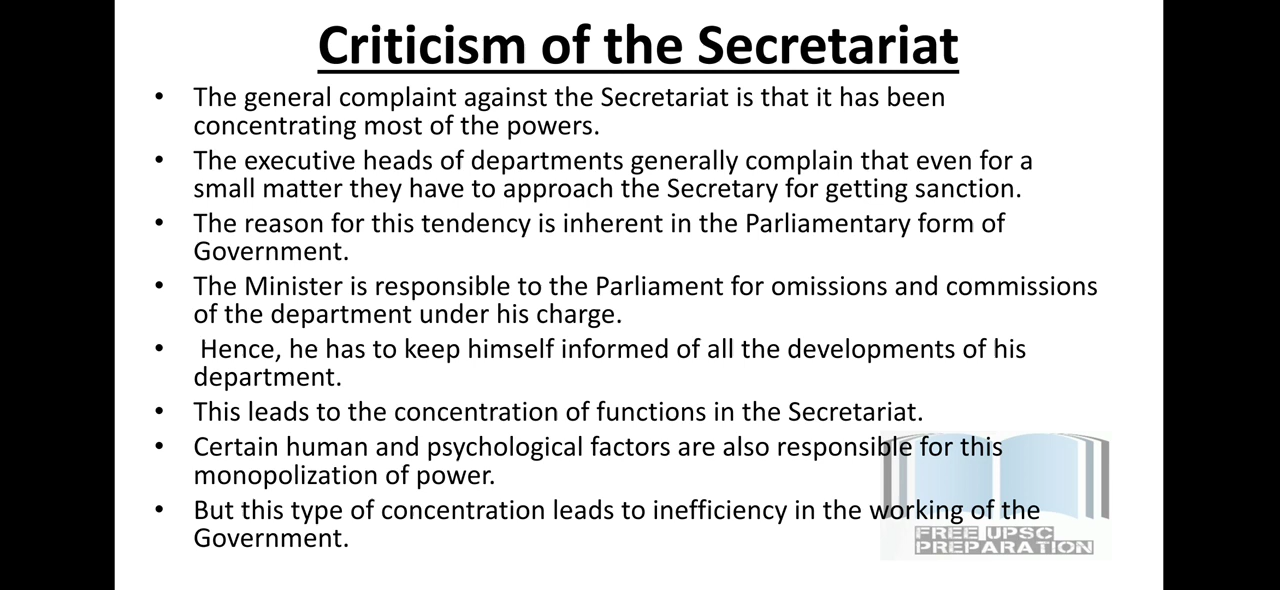 Criticism of the Secretariat
• The general complaint against the Secretariat is that it has been
concentrating most of the powers.
• The executive heads of departments generally complain that even for a
small matter they have to approach the Secretary for getting sanction.
• The reason for this tendency is inherent in the Parliamentary form of
Government.
• The Minister is responsible to the Parliament for omissions and commissions
of the department under his charge.
• Hence, he has to keep himself informed of all the developments of his
department.
• This leads to the concentration of functions in the Secretariat.
• Certain human and psychological factors are also responsible for this
monopolization of power.
• But this type of concentration leads to inefficiency in the working of the
Government.
FREE UPSC
PREPARATION